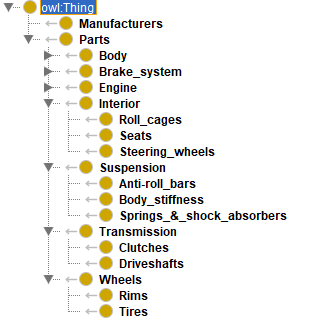 owl:Thing
Manufacturers
Parts
Body
Brake_system
Engine
Interior
Roll_cages
Seats
Steering_wheels
Suspension
Anti-roll_bars
Body_stiffness
Springs_&_shock_absorbers
Transmission
Clutches
Driveshafts
Wheels
Rims
Tires